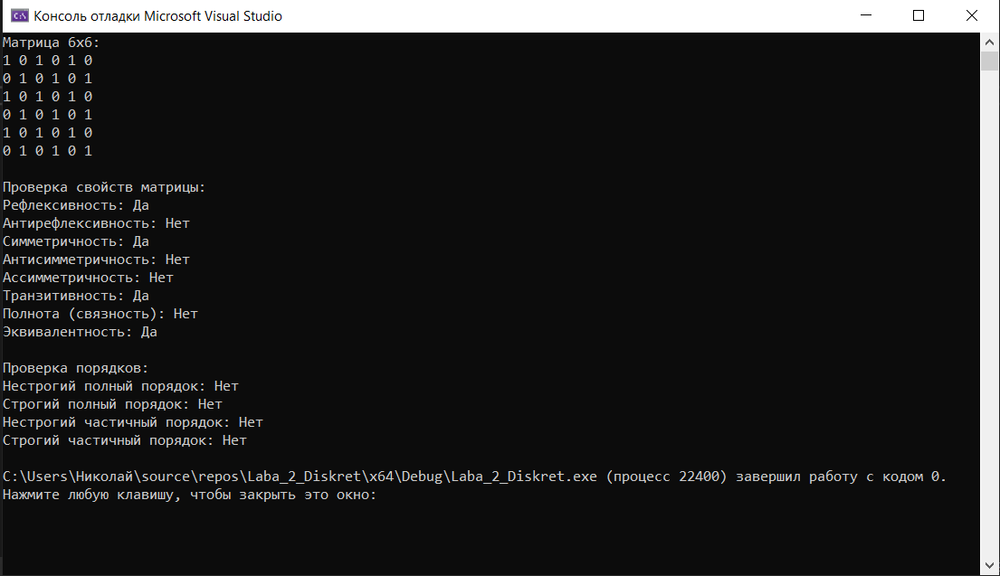 Консоль отладки Microsoft Visual Studio
Матрица 6x6:
1 0 1 0 1 0
0 1 0 1 0 1
1 0 1 0 1 0
0 1 0 1 0 1
1 0 1 0 1 0
0 1 0 1 0 1
Проверка свойств матрицы:
Рефлексивность: Да
Антирефлексивность: Нет
Симметричность: Да
Антисимметричность: Нет
Ассимметричность: Нет
Транзитивность: Да
Полнота (связность): Нет
Эквивалентность: Да
Проверка порядков:
Нестрогий полный порядок: Нет
Строгий полный порядок: Нет
Нестрогий частичный порядок: Нет
Строгий частичный порядок: Нет
C:\Users\Николай\source\repos\Laba_2_Diskret\x64\Debug\Laba_2_Diskret.exe (процесс 22400) завершил работу с кодом 0.
Нажмите любую клавишу, чтобы закрыть это окно: